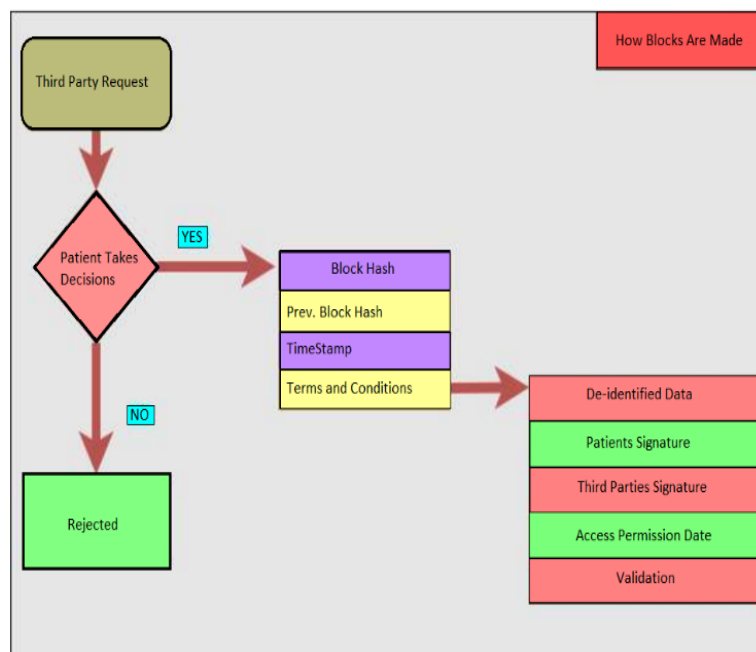 How Blocks Are Made
Third Party Request
Patient Takes
Decisions
YES
NO
Rejected
Block Hash
Prev. Block Hash
TimeStamp
Terms and Conditions
De-identified Data
Patients Signature
Third Parties Signature
Access Permission Date
Validation